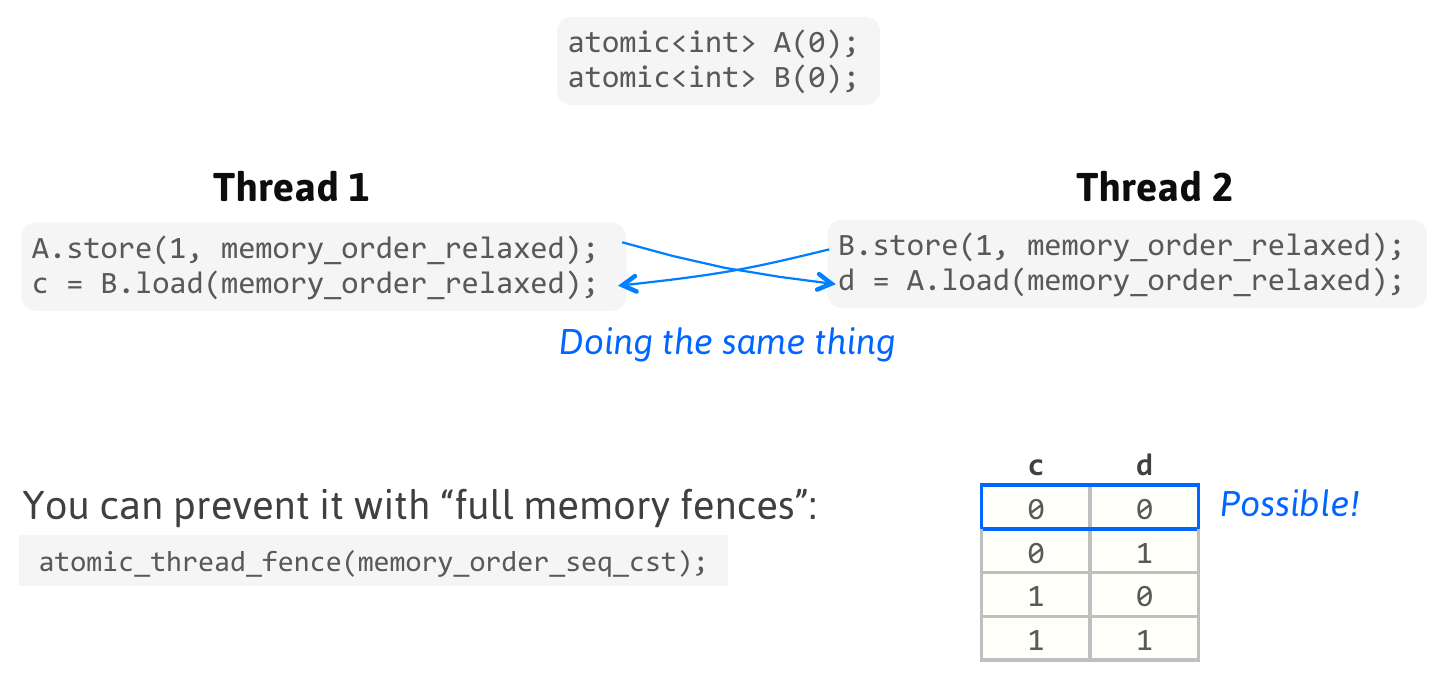 atomic<int> A(0);
atomic<int> B(0);
Thread 1
A.store(1, memory_order_relaxed);
c = B.load(memory_order_relaxed);
Thread 2
B.store(1, memory_order_relaxed);
d = A.load(memory_order_relaxed);
Doing the same thing
You can prevent it with “full memory fences”:
atomic_thread_fence(memory_order_seq_cst);
c d
0 0 Possible!
0 1
1 0
1 1